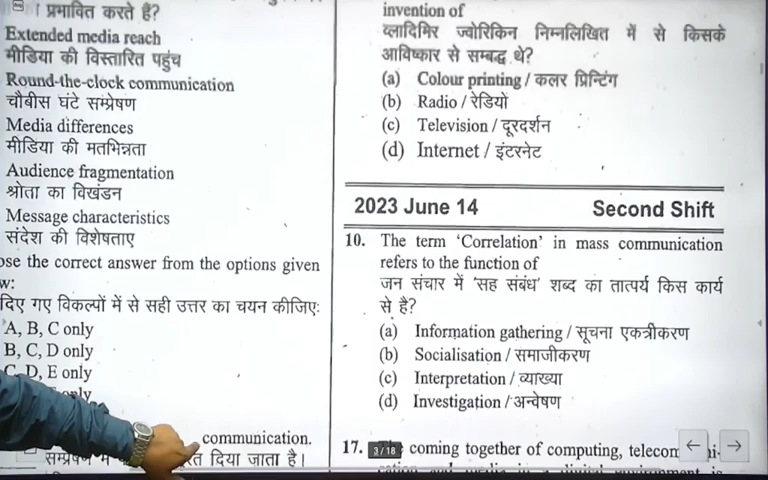 प्रभावित करते हैं?
Extended media reach
मीडिया की विस्तारित पहुंच
Round-the-clock communication
चौबीस घंटे सम्प्रेषण
Media differences
मीडिया की मतभिन्नता
Audience fragmentation
श्रोता का विखंडन
Message characteristics
संदेश की विशेषताए
ose the correct answer from the options given
w:
दिए गए विकल्पों में से सही उत्तर का चयन कीजिए:
A, B, C only
B, C, D only
C, D, E only
communication.
सम्प्रेषण में
दिया जाता है।
invention of
व्लादिमिर ज्वोरिकिन निम्नलिखित में से किसके
आविष्कार से सम्बद्ध थे?
(a) Colour printing / कलर प्रिन्टिंग
(b) Radio / रेडियो
(c) Television / दूरदर्शन
(d) Internet / इंटरनेट
2023 June 14 Second Shift
10. The term ‘Correlation’ in mass communication
refers to the function of
जन संचार में 'सह संबंध' शब्द का तात्पर्य किस कार्य
से है?
(a) Information gathering / सूचना एकत्रीकरण
(b) Socialisation / समाजीकरण
(c) Interpretation / व्याख्या
(d) Investigation / अन्वेषण
17. coming together of computing, telecom
3 / 18